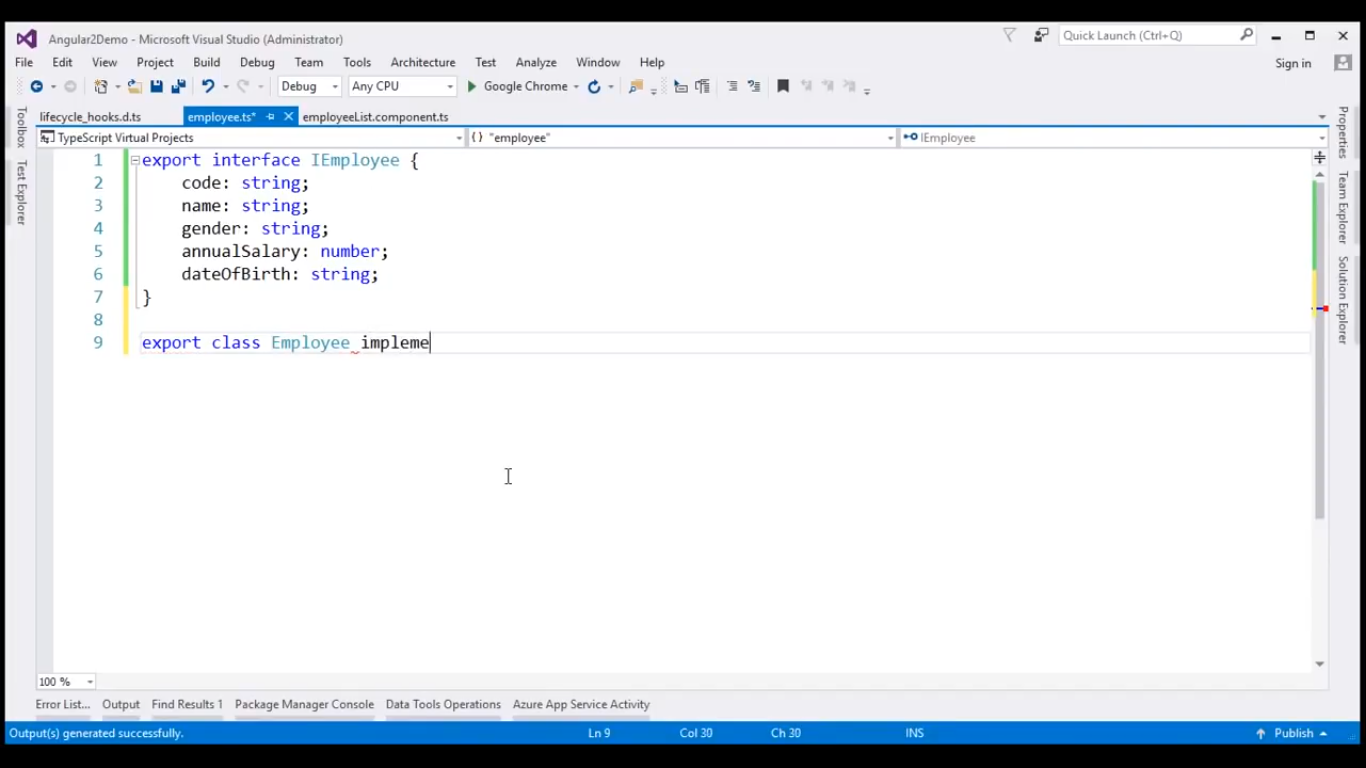 Angular2Demo - Microsoft Visual Studio (Administrator)
Quick Launch (Ctrl+Q)
File Edit View Project Build Debug Team Tools Architecture Test Analyze Window Help
Sign in
Debug Any CPU Google Chrome
lifecycle_hooks.d.ts employee.ts* employeeList.component.ts
TypeScript Virtual Projects {} "employee" IEmployee
Toolbox
Test Explorer
1 export interface IEmployee {
2 code: string;
3 name: string;
4 gender: string;
5 annualSalary: number;
6 dateOfBirth: string;
7 }
8
9 export class Employee impleme
Properties
Team Explorer
Solution Explorer
100 %
Error List... Output Find Results 1 Package Manager Console Data Tools Operations Azure App Service Activity
Output(s) generated successfully. Ln 9 Col 30 Ch 30 INS Publish